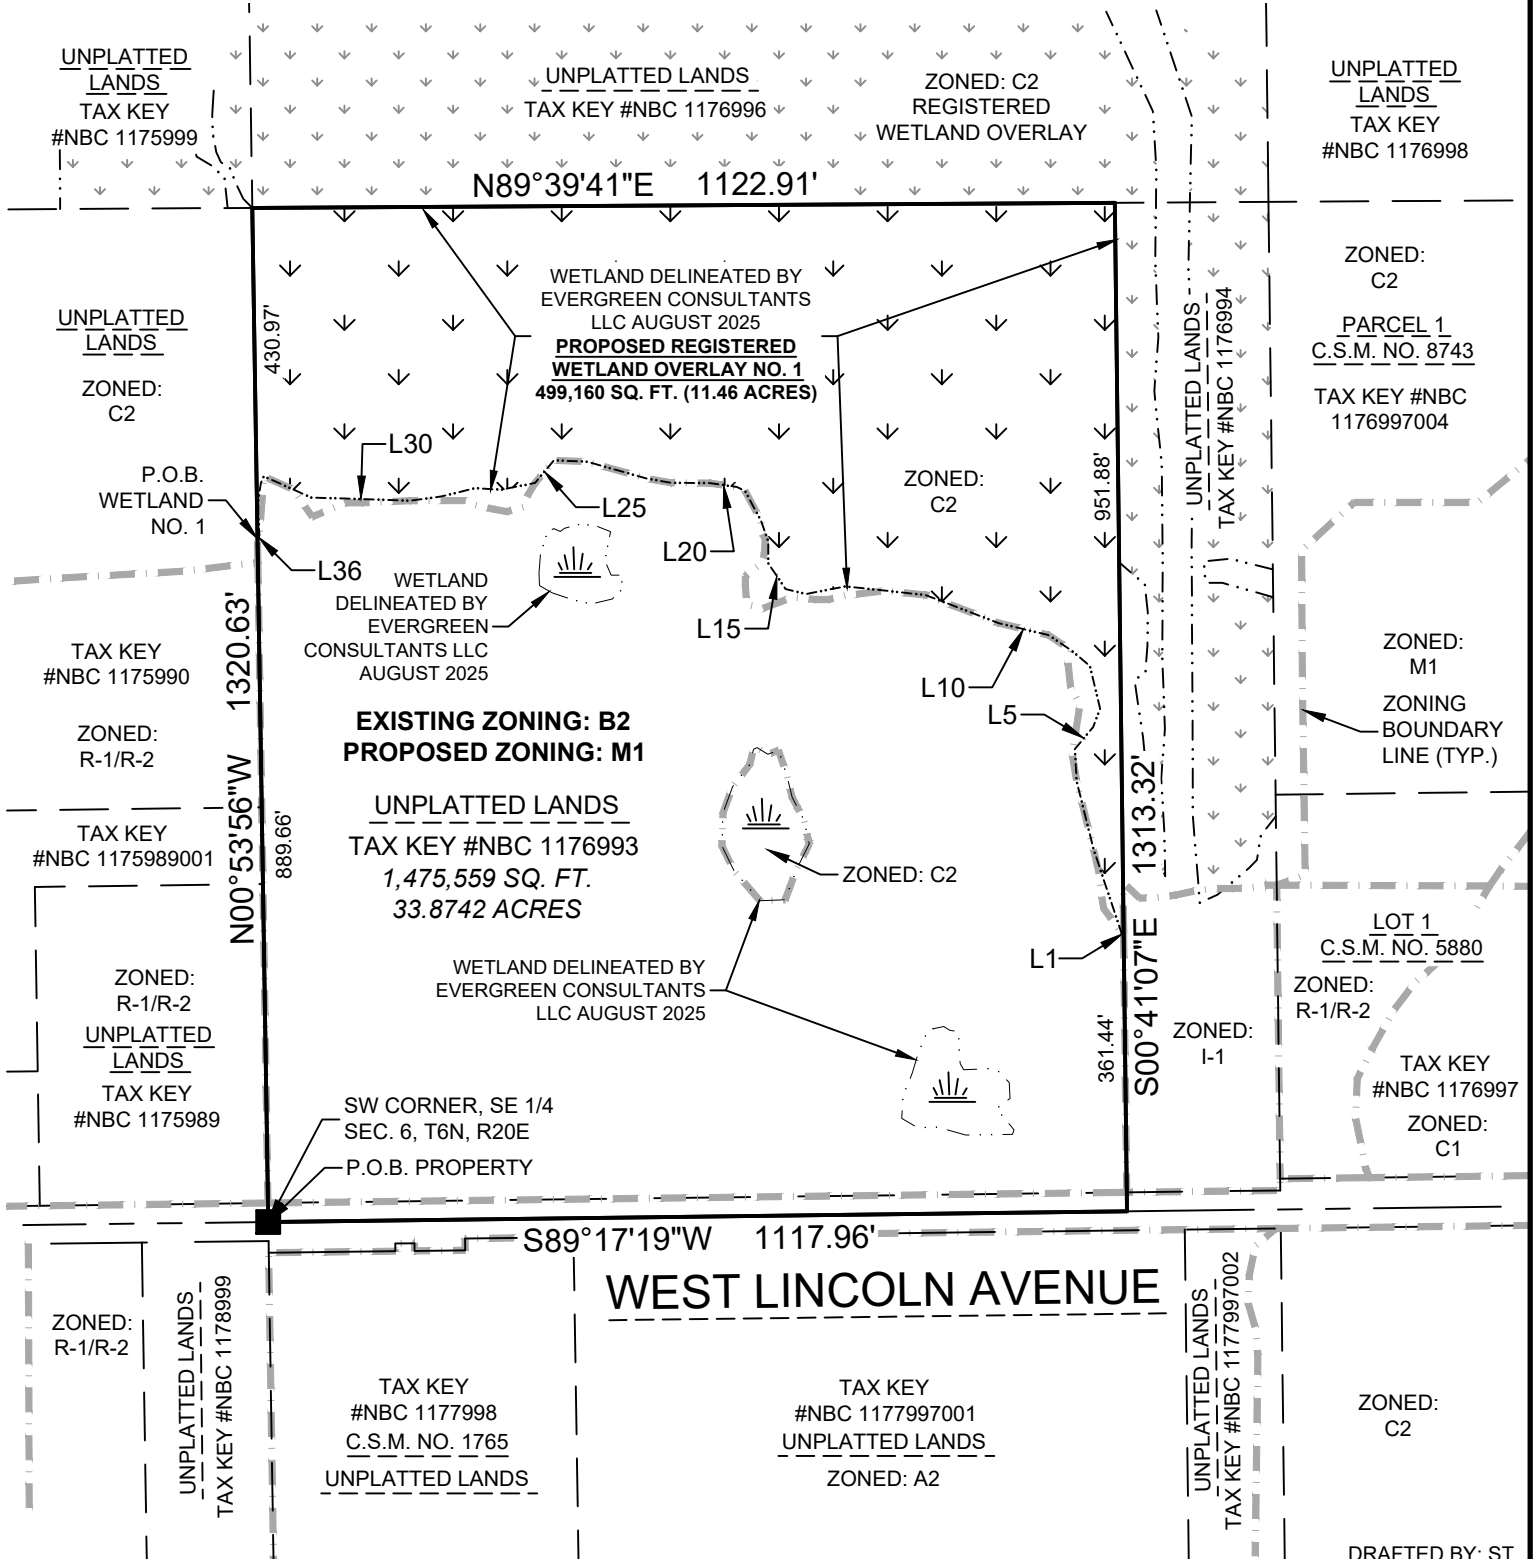 UNPLATTED
LANDS
TAX KEY
#NBC 1175999
UNPLATTED LANDS
TAX KEY #NBC 1176996
ZONED: C2
REGISTERED
WETLAND OVERLAY
UNPLATTED
LANDS
TAX KEY
#NBC 1176998
N89°39'41"E 1122.91'
UNPLATTED
LANDS
ZONED:
C2
430.97'
WETLAND DELINEATED BY
EVERGREEN CONSULTANTS
LLC AUGUST 2025
PROPOSED REGISTERED
WETLAND OVERLAY NO. 1
499,160 SQ. FT. (11.46 ACRES)
UNPLATTED LANDS
TAX KEY #NBC 1176994
ZONED:
C2
PARCEL 1
C.S.M. NO. 8743
TAX KEY #NBC
1176997004
L30
P.O.B.
WETLAND
NO. 1
L25
L20
ZONED:
C2
951.88'
L36
WETLAND
DELINEATED BY
EVERGREEN
CONSULTANTS LLC
AUGUST 2025
L15
L10
L5
TAX KEY
#NBC 1175990
ZONED:
R-1/R-2
N00°53'56"W 1320.63'
EXISTING ZONING: B2
PROPOSED ZONING: M1
ZONED:
M1
ZONING
BOUNDARY
LINE (TYP.)
UNPLATTED LANDS
TAX KEY #NBC 1176993
1,475,559 SQ. FT.
33.8742 ACRES
TAX KEY
#NBC 1175989001
889.66'
ZONED: C2
S00°41'07"E 1313.32'
L1
LOT 1
C.S.M. NO. 5880
ZONED:
R-1/R-2
WETLAND DELINEATED BY
EVERGREEN CONSULTANTS
LLC AUGUST 2025
ZONED:
R-1/R-2
UNPLATTED
LANDS
TAX KEY
#NBC 1175989
361.44'
ZONED:
I-1
TAX KEY
#NBC 1176997
ZONED:
C1
SW CORNER, SE 1/4
SEC. 6, T6N, R20E
P.O.B. PROPERTY
S89°17'19"W 1117.96'
WEST LINCOLN AVENUE
ZONED:
R-1/R-2
UNPLATTED LANDS
TAX KEY #NBC 1178999
TAX KEY
#NBC 1177998
C.S.M. NO. 1765
UNPLATTED LANDS
TAX KEY
#NBC 1177997001
UNPLATTED LANDS
ZONED: A2
UNPLATTED LANDS
TAX KEY #NBC 1177997002
ZONED:
C2
DRAFTED BY: ST